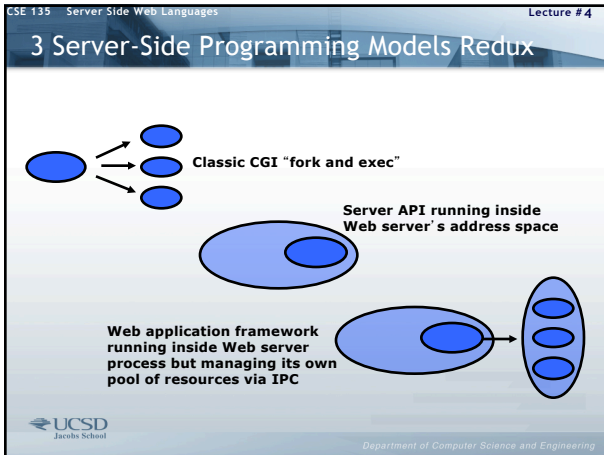 CSE 135 Server Side Web Languages
Lecture # 4
3 Server-Side Programming Models Redux
Classic CGI “fork and exec”
Server API running inside
Web server’s address space
Web application framework
running inside Web server
process but managing its own
pool of resources via IPC
UCSD
Jacobs School
Department of Computer Science and Engineering